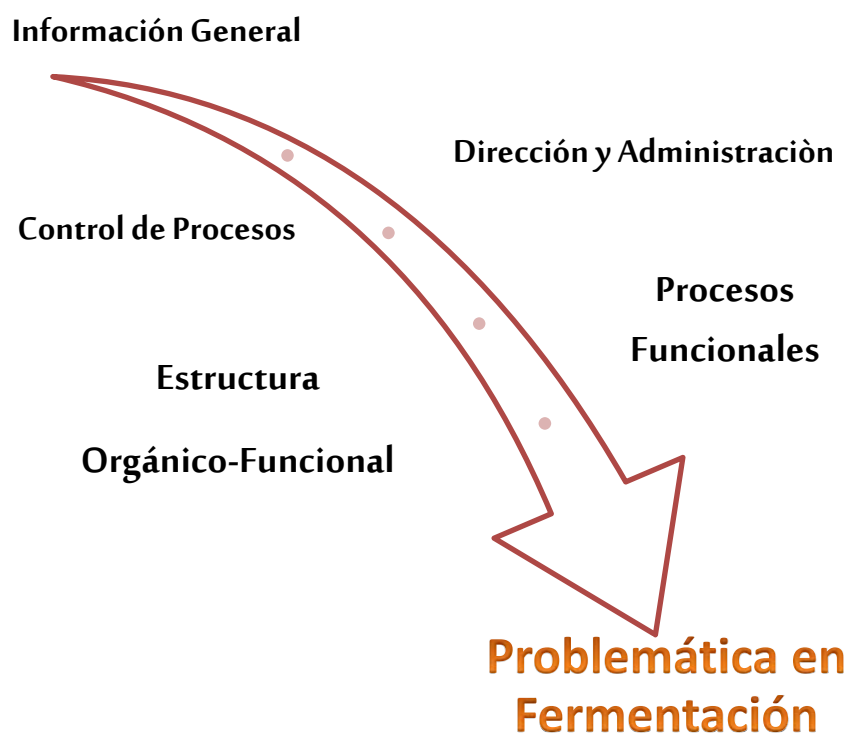 Información General
Dirección y Administraciòn
Control de Procesos
Procesos
Funcionales
Estructura
Orgánico-Funcional
Problemática en
Fermentación